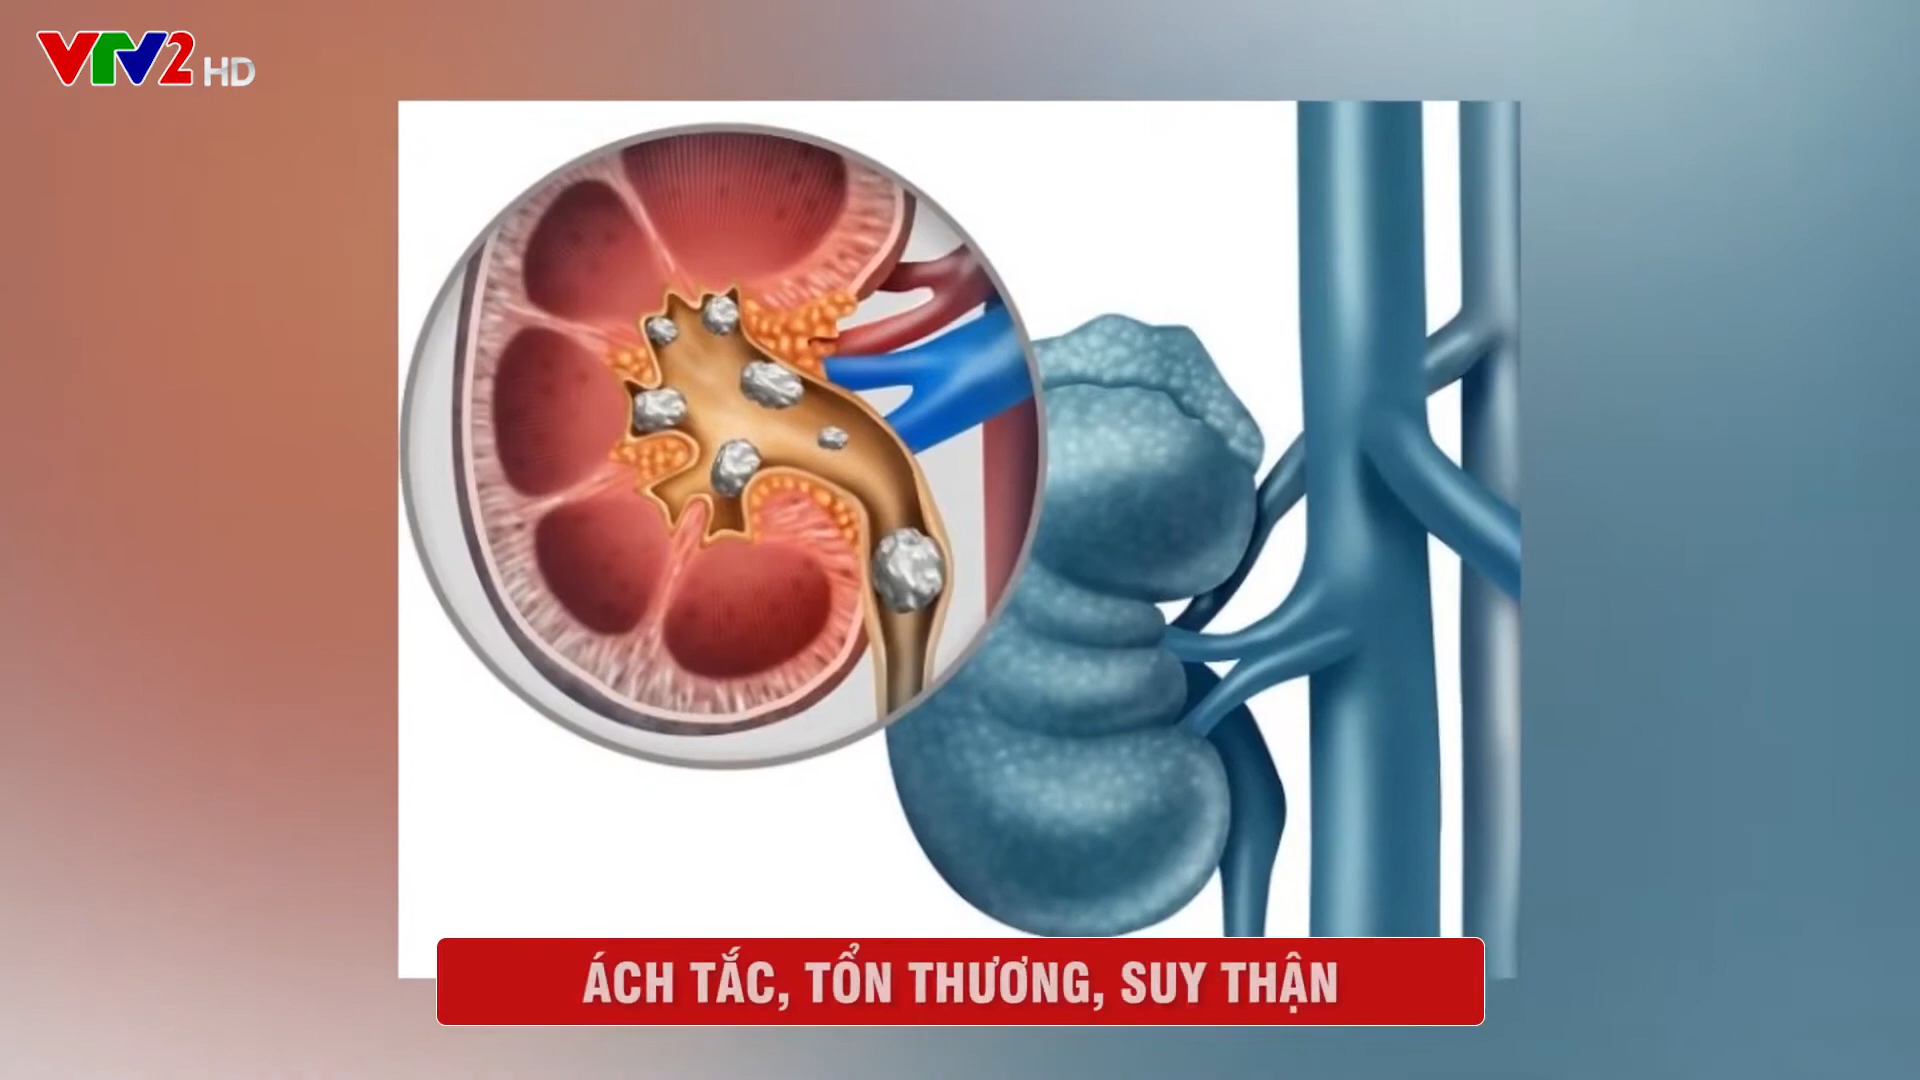 VTV2 HD
ÁCH TẮC, TỔN THƯƠNG, SUY THẬN